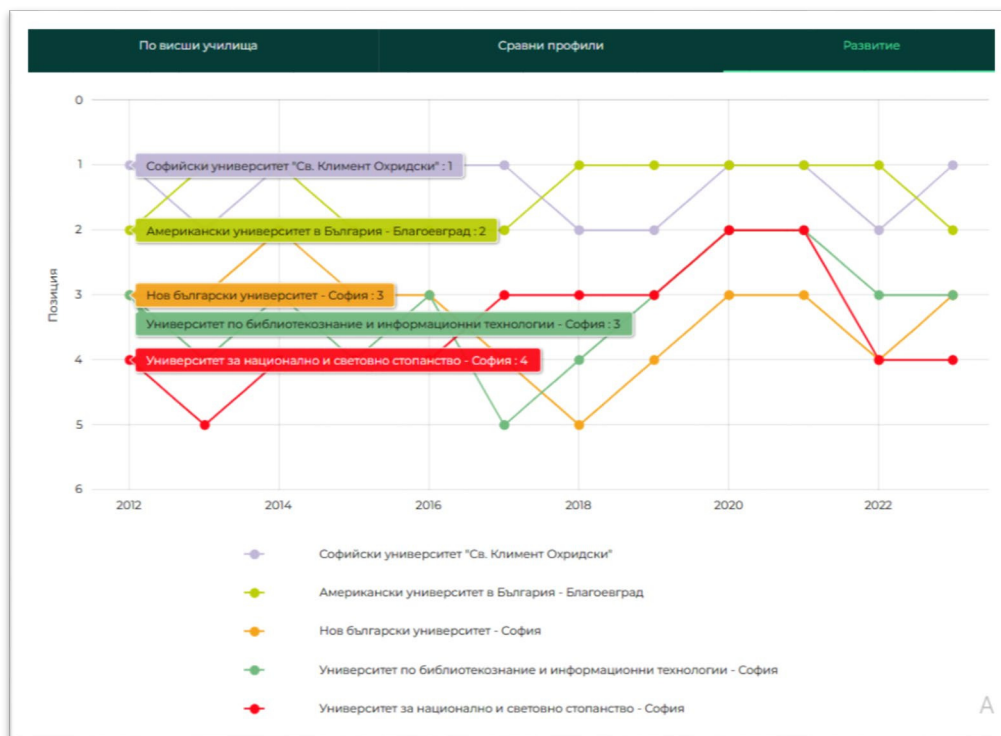 По висши училища
Сравни профили
Развитие
0
1
2
3
4
5
6
Позиция
Софийски университет "Св. Климент Охридски" : 1
Американски университет в България - Благоевград : 2
Нов български университет - София : 3
Университет по библиотекознание и информационни технологии - София : 3
Университет за национално и световно стопанство - София : 4
2012
2014
2016
2018
2020
2022
Софийски университет "Св. Климент Охридски"
Американски университет в България - Благоевград
Нов български университет - София
Университет по библиотекознание и информационни технологии - София
Университет за национално и световно стопанство - София
A